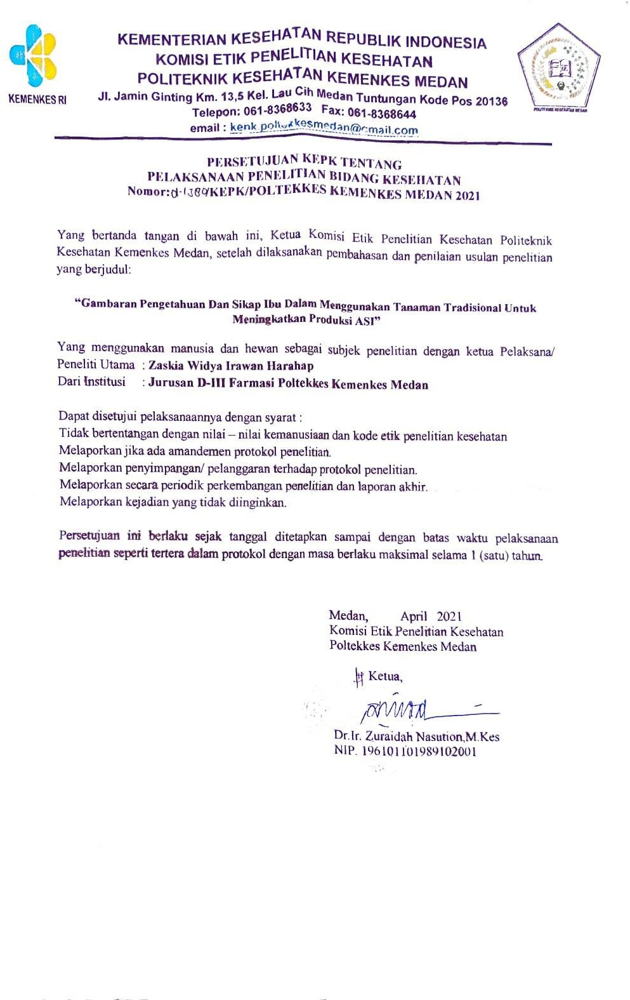 KEMENTERIAN KESEHATAN REPUBLIK INDONESIA
KOMISI ETIK PENELITIAN KESEHATAN
POLITEKNIK KESEHATAN KEMENKES MEDAN
KEMENKES RI
Jl. Jamin Ginting Km. 13,5 Kel. Lau Cih Medan Tuntungan Kode Pos 20136
Telepon: 061-8368633 Fax: 061-8368644
email :
POLITEKNIK KESEHATAN MEDAN
PERSETUJUAN KEPK TENTANG
PELAKSANAAN PENELITIAN BIDANG KESEHATAN
Nomor: /KEPK/POLTEKKES KEMENKES MEDAN 2021
Yang bertanda tangan di bawah ini, Ketua Komisi Etik Penelitian Kesehatan Politeknik
Kesehatan Kemenkes Medan, setelah dilaksanakan pembahasan dan penilaian usulan penelitian
yang berjudul:
“Gambaran Pengetahuan Dan Sikap Ibu Dalam Menggunakan Tanaman Tradisional Untuk
Meningkatkan Produksi ASI”
Yang menggunakan manusia dan hewan sebagai subjek penelitian dengan ketua Pelaksana/
Peneliti Utama : Zaskia Widya Irawan Harahap
Dari Institusi : Jurusan D-III Farmasi Poltekkes Kemenkes Medan
Dapat disetujui pelaksanaannya dengan syarat :
Tidak bertentangan dengan nilai – nilai kemanusiaan dan kode etik penelitian kesehatan
Melaporkan jika ada amandemen protokol penelitian.
Melaporkan penyimpangan/ pelanggaran terhadap protokol penelitian.
Melaporkan secara periodik perkembangan penelitian dan laporan akhir.
Melaporkan kejadian yang tidak diinginkan.
Persetujuan ini berlaku sejak tanggal ditetapkan sampai dengan batas waktu pelaksanaan
penelitian seperti tertera dalam protokol dengan masa berlaku maksimal selama 1 (satu) tahun.
Medan, April 2021
Komisi Etik Penelitian Kesehatan
Poltekkes Kemenkes Medan
Ketua,
Dr.Ir. Zuraidah Nasution,M.Kes
NIP. 196101101989102001